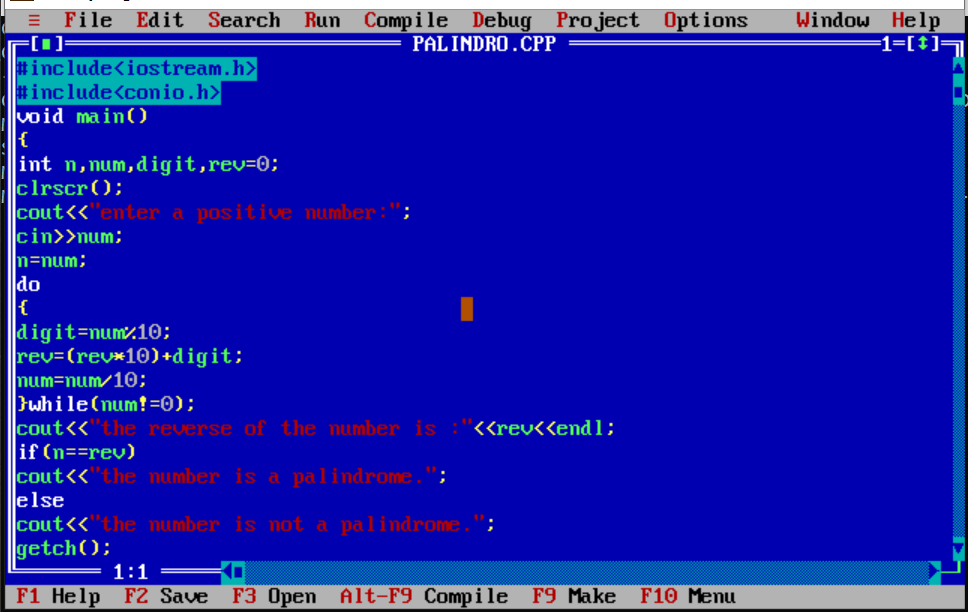 ≡ File Edit Search Run Compile Debug Project Options Window Help
[■] PALINDRO.CPP 1=[↕]
#include<iostream.h>
#include<conio.h>
void main()
{
int n,num,digit,rev=0;
clrscr();
cout<<"enter a positive number:";
cin>>num;
n=num;
do
{
digit=num%10;
rev=(rev*10)+digit;
num=num/10;
}while(num!=0);
cout<<"the reverse of the number is :"<<rev<<endl;
if(n==rev)
cout<<"the number is a palindrome.";
else
cout<<"the number is not a palindrome.";
getch();
1:1
F1 Help F2 Save F3 Open Alt-F9 Compile F9 Make F10 Menu